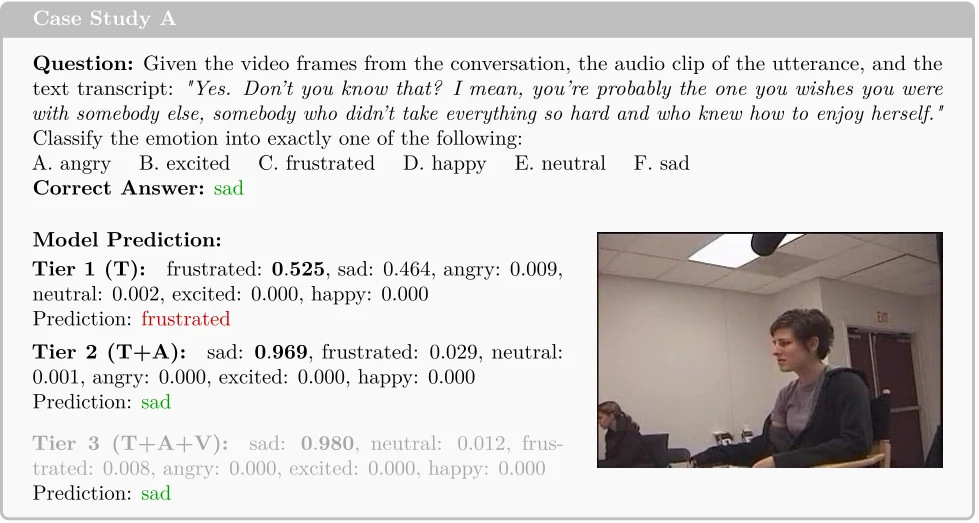 Case Study A
Question: Given the video frames from the conversation, the audio clip of the utterance, and the
text transcript: "Yes. Don't you know that? I mean, you're probably the one you wishes you were
with somebody else, somebody who didn't take everything so hard and who knew how to enjoy herself."
Classify the emotion into exactly one of the following:
A. angry B. excited C. frustrated D. happy E. neutral F. sad
Correct Answer: sad
Model Prediction:
Tier 1 (T): frustrated: 0.525, sad: 0.464, angry: 0.009,
neutral: 0.002, excited: 0.000, happy: 0.000
Prediction: frustrated
Tier 2 (T+A): sad: 0.969, frustrated: 0.029, neutral:
0.001, angry: 0.000, excited: 0.000, happy: 0.000
Prediction: sad
Tier 3 (T+A+V): sad: 0.980, neutral: 0.012, frus-
trated: 0.008, angry: 0.000, excited: 0.000, happy: 0.000
Prediction: sad
Exit